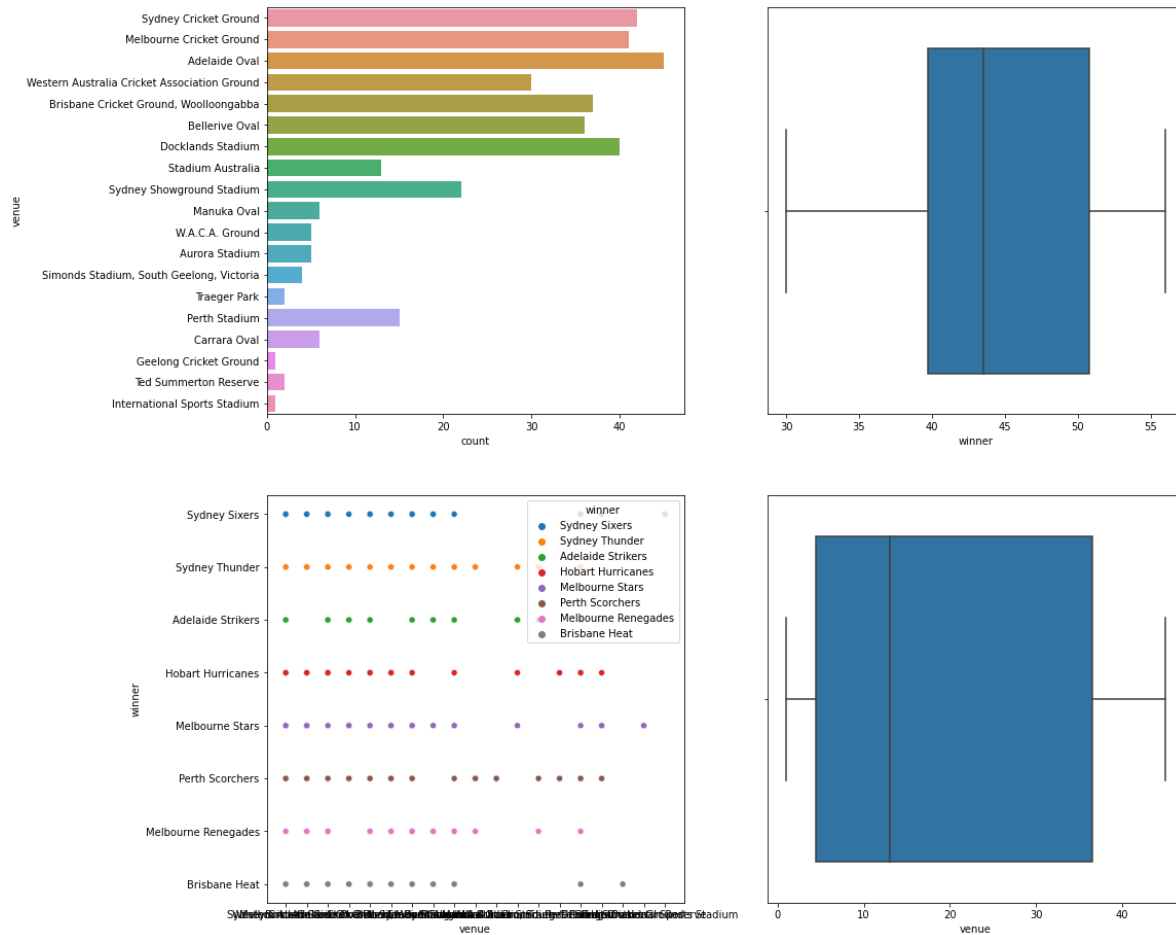 Sydney Cricket Ground
Melbourne Cricket Ground
Adelaide Oval
Western Australia Cricket Association Ground
Brisbane Cricket Ground, Woolloongabba
Bellerive Oval
Docklands Stadium
Stadium Australia
Sydney Showground Stadium
Manuka Oval
W.A.C.A. Ground
Aurora Stadium
Simonds Stadium, South Geelong, Victoria
Traeger Park
Perth Stadium
Carrara Oval
Geelong Cricket Ground
Ted Summerton Reserve
International Sports Stadium
venue
0 10 20 30 40
count
30 40 45 50 55
winner
Sydney Sixers
Sydney Thunder
Adelaide Strikers
Hobart Hurricanes
Melbourne Stars
Perth Scorchers
Melbourne Renegades
Brisbane Heat
winner
winner
Sydney Sixers
Sydney Thunder
Adelaide Strikers
Hobart Hurricanes
Melbourne Stars
Perth Scorchers
Melbourne Renegades
Brisbane Heat
Stadium
venue
0 10 20 30 40
venue